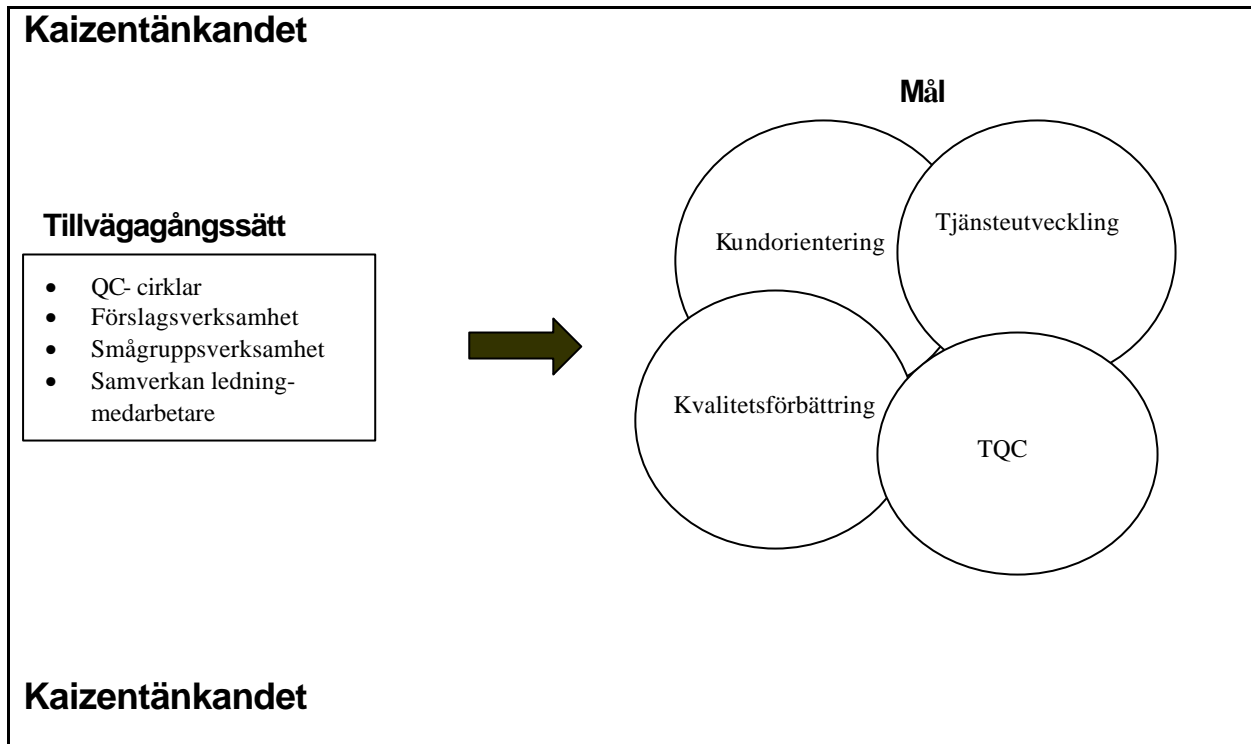 Kaizentänkandet
Mål
Tillvägagångssätt
• QC- cirklar
• Förslagsverksamhet
• Smågruppsverksamhet
• Samverkan ledning-
medarbetare
Kundorientering
Tjänsteutveckling
Kvalitetsförbättring
TQC
Kaizentänkandet